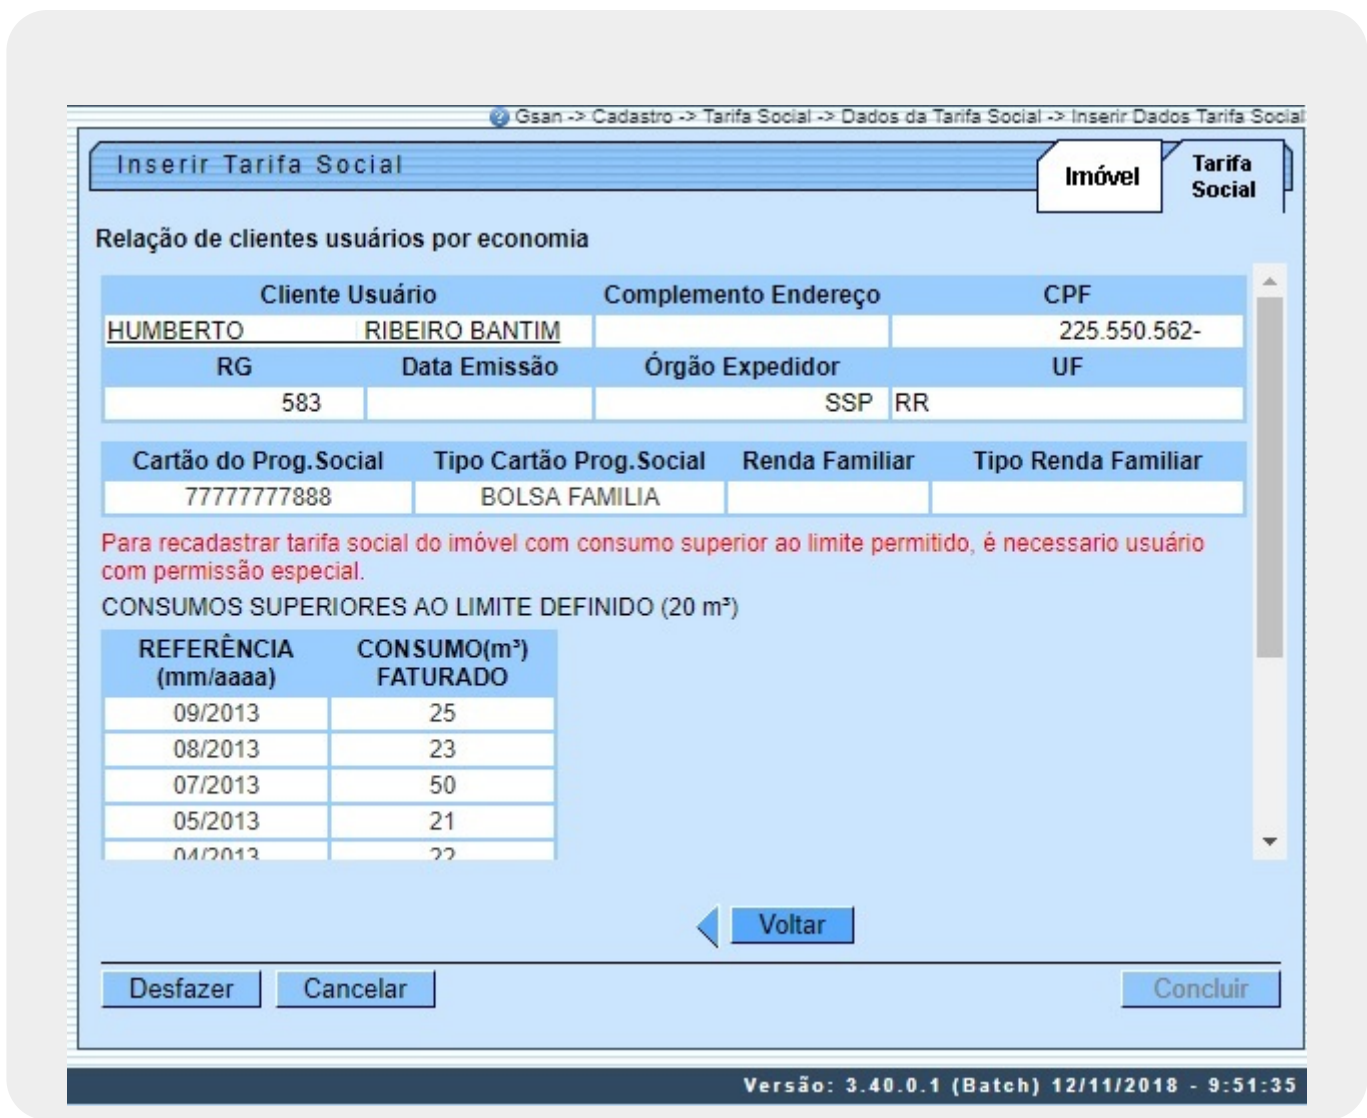 Gsan -> Cadastro -> Tarifa Social -> Dados da Tarifa Social -> Inserir Dados Tarifa Social
Inserir Tarifa Social
Imóvel
Tarifa
Social
Relação de clientes usuários por economia
Cliente Usuário Complemento Endereço CPF
HUMBERTO RIBEIRO BANTIM 225.550.562-
RG Data Emissão Órgão Expedidor UF
583 SSP RR
Cartão do Prog.Social Tipo Cartão Prog.Social Renda Familiar Tipo Renda Familiar
77777777888 BOLSA FAMILIA
Para recadastrar tarifa social do imóvel com consumo superior ao limite permitido, é necessario usuário
com permissão especial.
CONSUMOS SUPERIORES AO LIMITE DEFINIDO (20 m³)
REFERÊNCIA CONSUMO(m³)
(mm/aaaa) FATURADO
09/2013 25
08/2013 23
07/2013 50
05/2013 21
04/2013 22
Voltar
Desfazer Cancelar Concluir
Versão: 3.40.0.1 (Batch) 12/11/2018 - 9:51:35